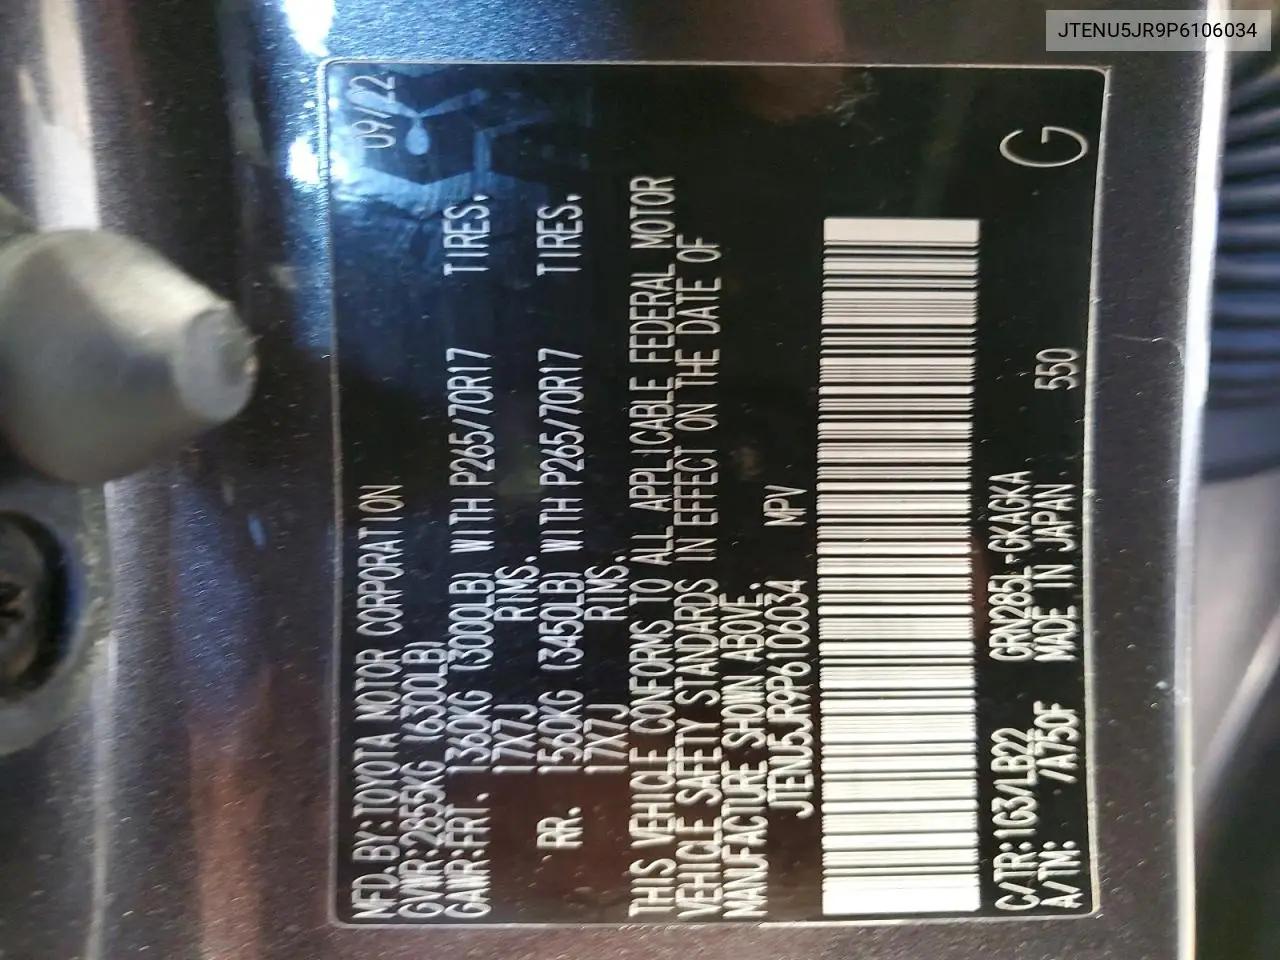 JTENU5JR9P6106034
09/22
MFD.BY:TOYOTA MOTOR CORPORATION
GVWR:2855KG (6300LB)
GAWR:FRT. 1360KG (3000LB) WITH P265/70R17 TIRES,
17X7J RIMS.
RR. 1560KG (3450LB) WITH P265/70R17 TIRES,
17X7J RIMS.
THIS VEHICLE CONFORMS TO ALL APPLICABLE FEDERAL MOTOR
VEHICLE SAFETY STANDARDS IN EFFECT ON THE DATE OF
MANUFACTURE SHOWN ABOVE.
JTENU5JR9P6106034 MPV
C/TR:1G3/LB22 GRN285L-GKAGKA
A/TM: /A750F MADE IN JAPAN 550
G